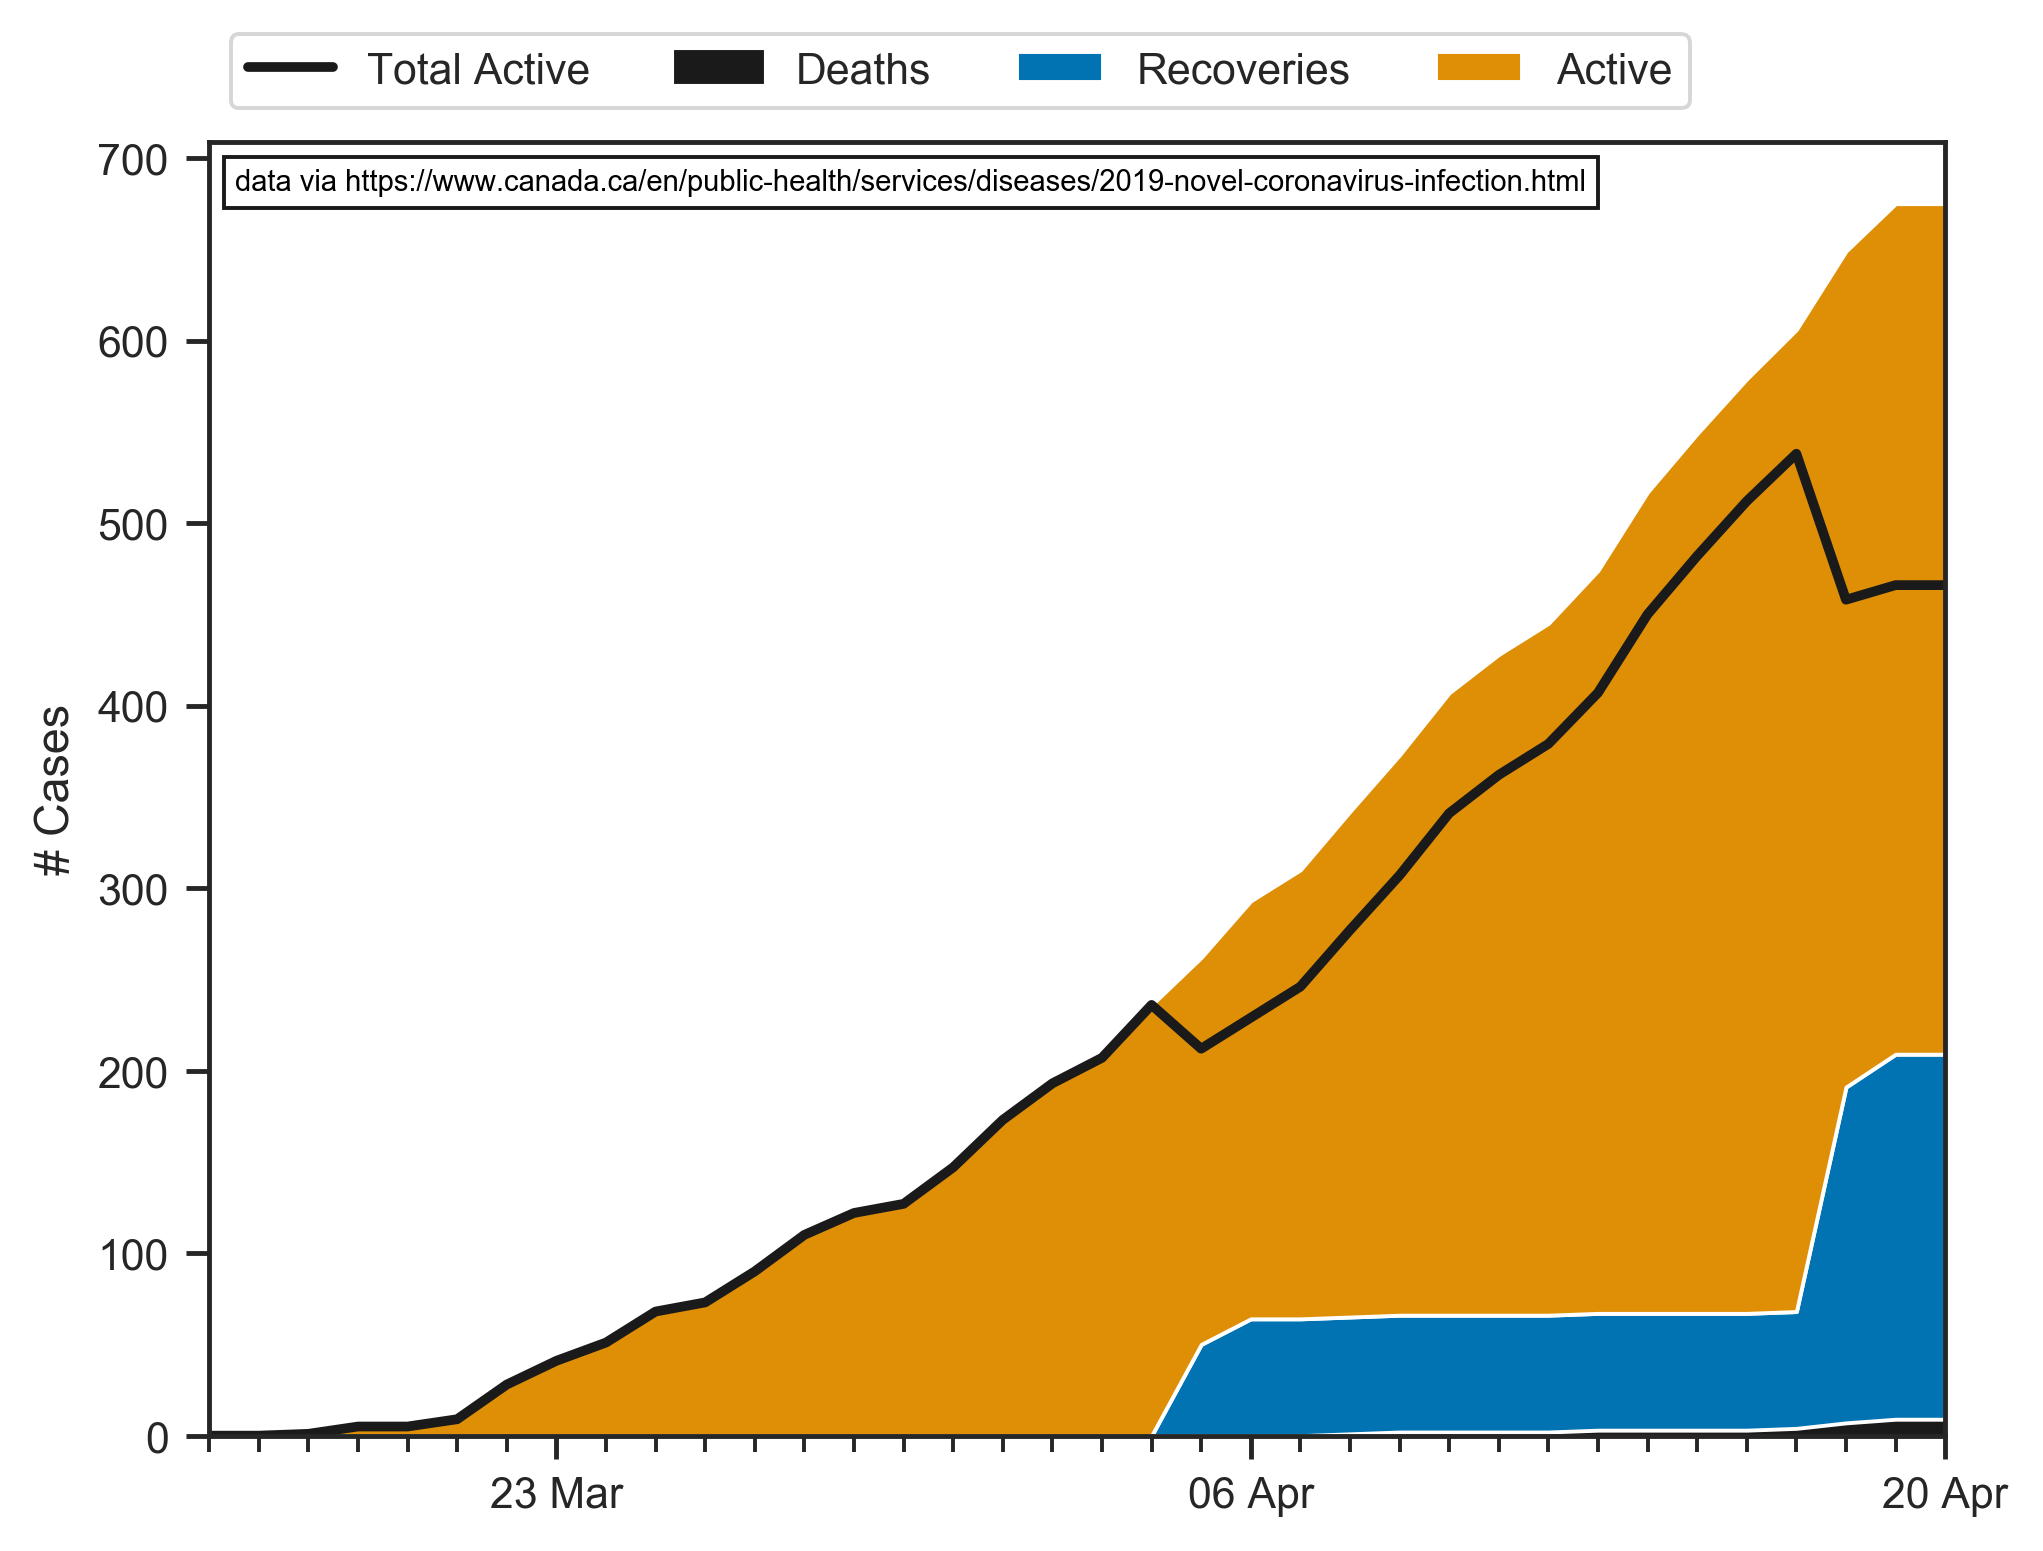 Total Active Deaths Recoveries Active
data via https://www.canada.ca/en/public-health/services/diseases/2019-novel-coronavirus-infection.html
700
600
500
400
300
200
100
0
# Cases
23 Mar 06 Apr 20 Apr